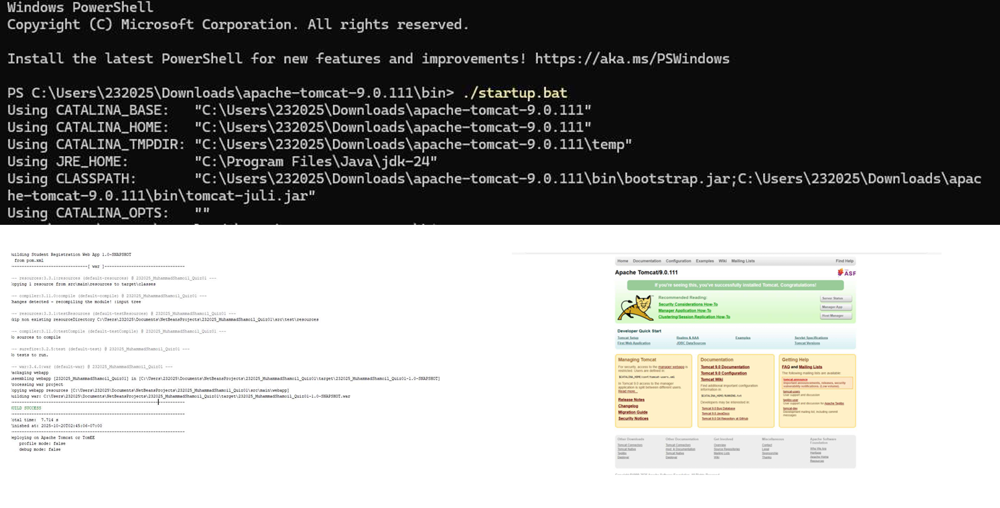 Windows PowerShell
Copyright (C) Microsoft Corporation. All rights reserved.
Install the latest PowerShell for new features and improvements! https://aka.ms/PSWindows
PS C:\Users\232025\Downloads\apache-tomcat-9.0.111\bin> ./startup.bat
Using CATALINA_BASE:   "C:\Users\232025\Downloads\apache-tomcat-9.0.111"
Using CATALINA_HOME:   "C:\Users\232025\Downloads\apache-tomcat-9.0.111"
Using CATALINA_TMPDIR: "C:\Users\232025\Downloads\apache-tomcat-9.0.111\temp"
Using JRE_HOME:        "C:\Program Files\Java\jdk-24"
Using CLASSPATH:       "C:\Users\232025\Downloads\apache-tomcat-9.0.111\bin\bootstrap.jar;C:\Users\232025\Downloads\apac
he-tomcat-9.0.111\bin\tomcat-juli.jar"
Using CATALINA_OPTS:   ""
uilding Student Registration Web App 1.0-SNAPSHOT
from pom.xml
--------------------------------[ war ]---------------------------------
--- resources:3.3.1:resources (default-resources) @ 232025_MuhammadShamoil_Quiz01 ---
opying 1 resource from src\main\resources to target\classes
--- compiler:3.11.0:compile (default-compile) @ 232025_MuhammadShamoil_Quiz01 ---
hanges detected - recompiling the module! :input tree
--- resources:3.3.1:testResources (default-testResources) @ 232025_MuhammadShamoil_Quiz01 ---
kip non existing resourceDirectory C:\Users\232025\Documents\NetBeansProjects\232025_MuhammadShamoil_Quiz01\src\test\resources
--- compiler:3.11.0:testCompile (default-testCompile) @ 232025_MuhammadShamoil_Quiz01 ---
o sources to compile
--- surefire:3.2.5:test (default-test) @ 232025_MuhammadShamoil_Quiz01 ---
o tests to run.
--- war:3.4.0:war (default-war) @ 232025_MuhammadShamoil_Quiz01 ---
ackaging webapp
ssembling webapp [232025_MuhammadShamoil_Quiz01] in [C:\Users\232025\Documents\NetBeansProjects\232025_MuhammadShamoil_Quiz01\target\232025_MuhammadShamoil_Quiz01-1.0-SNAPSHOT]
rocessing war project
opying webapp resources [C:\Users\232025\Documents\NetBeansProjects\232025_MuhammadShamoil_Quiz01\src\main\webapp]
uilding war: C:\Users\232025\Documents\NetBeansProjects\232025_MuhammadShamoil_Quiz01\target\232025_MuhammadShamoil_Quiz01-1.0-SNAPSHOT.war
------------------------------------------------------------------------
UILD SUCCESS
------------------------------------------------------------------------
otal time:  7.714 s
inished at: 2025-10-20T02:45:06-07:00
------------------------------------------------------------------------
eploying on Apache Tomcat or TomEE
profile mode: false
debug mode: false
Home Documentation Configuration Examples Wiki Mailing Lists Find Help
Apache Tomcat/9.0.111
ASF
If you're seeing this, you've successfully installed Tomcat. Congratulations!
Recommended Reading:
Security Considerations How-To
Manager Application How-To
Clustering/Session Replication How-To
Server Status
Manager App
Host Manager
Developer Quick Start
Tomcat Setup
First Web Application
Realms & AAA
JDBC DataSources
Examples
Servlet Specifications
Tomcat Versions
Managing Tomcat
For security, access to the manager webapp is
restricted. Users are defined in:
$CATALINA_HOME/conf/tomcat-users.xml
In Tomcat 9.0 access to the manager
application is split between different users.
Read more...
Release Notes
Changelog
Migration Guide
Security Notices
Documentation
Tomcat 9.0 Documentation
Tomcat 9.0 Configuration
Tomcat Wiki
Find additional important configuration
information in:
$CATALINA_HOME/RUNNING.txt
Developers may be interested in:
Tomcat 9.0 Bug Database
Tomcat 9.0 JavaDocs
Tomcat 9.0 Git Repository at GitHub
Getting Help
FAQ and Mailing Lists
The following mailing lists are available:
tomcat-announce
Important announcements, releases, security
vulnerability notifications. (Low volume).
tomcat-users
User support and discussion
taglibs-user
User support and discussion for Apache Taglibs
tomcat-dev
Development mailing list, including commit
messages
Other Downloads
Tomcat Connectors
Tomcat Native
Taglibs
Deployer
Other Documentation
Tomcat Connectors
mod_jk Documentation
Tomcat Native
Deployer
Get Involved
Overview
Source Repositories
Mailing Lists
Wiki
Miscellaneous
Contact
Legal
Sponsorship
Thanks
Apache Software
Foundation
Who We Are
Heritage
Apache Home
Resources